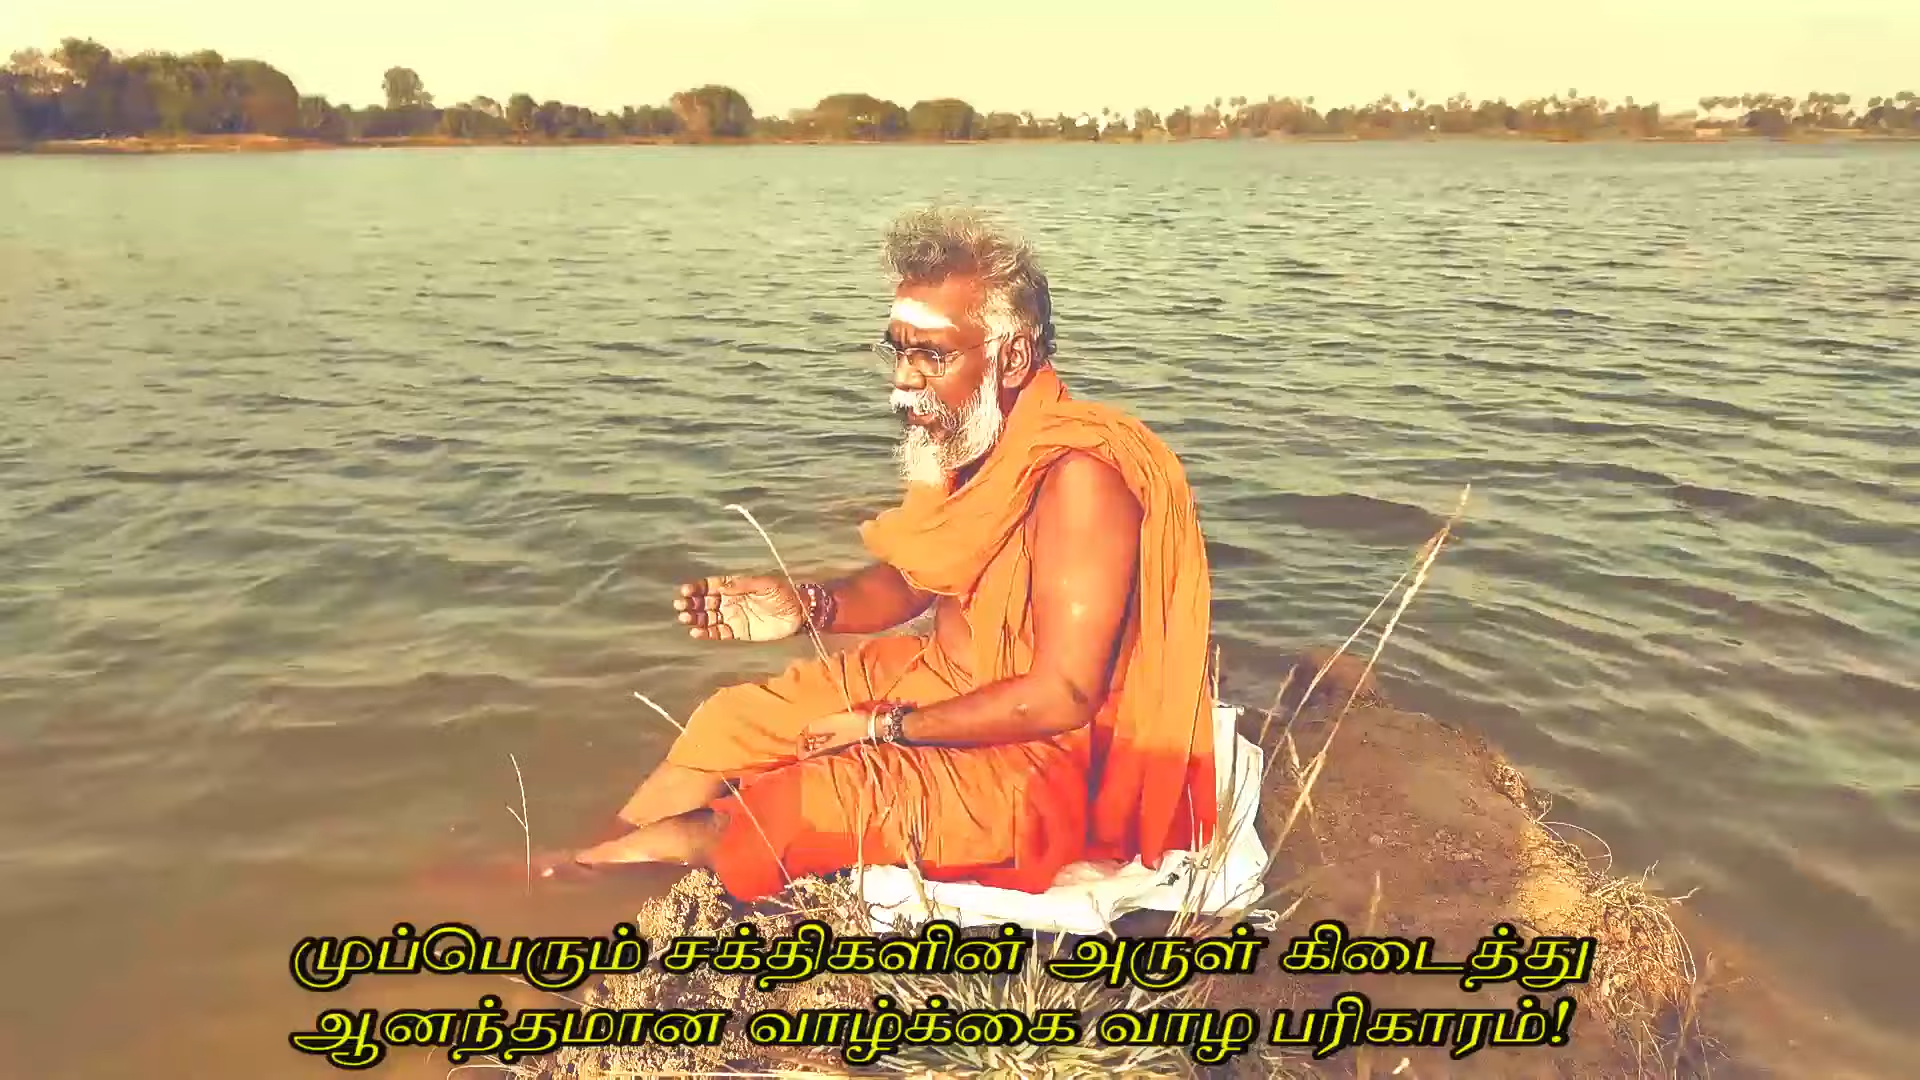 முப்பெரும் சக்திகளின் அருள் கிடைத்து
ஆனந்தமான வாழ்க்கை வாழ பரிகாரம்!